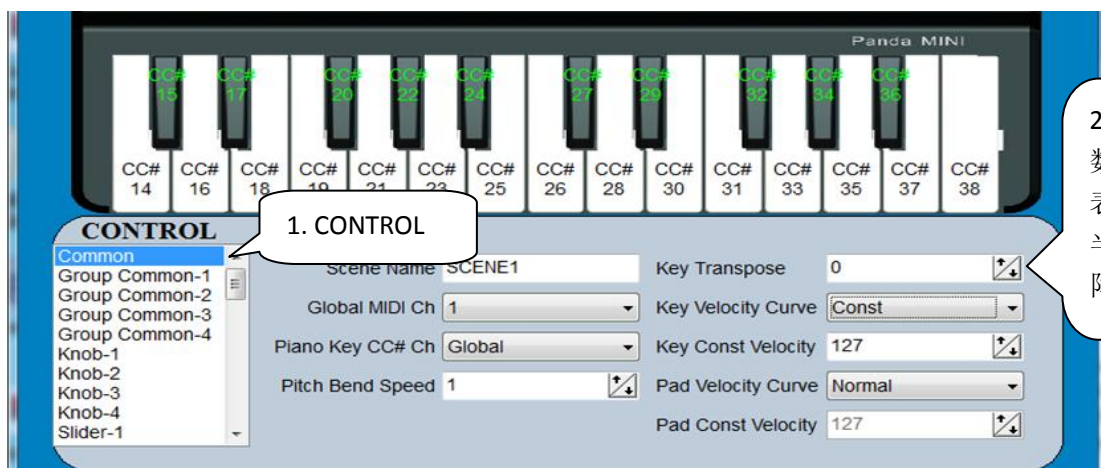 Panda MINI
CC# 15 CC# 17 CC# 20 CC# 22 CC# 24 CC# 27 CC# 29 CC# 32 CC# 34 CC# 36
CC# 14 CC# 16 CC# 18 CC# 19 CC# 21 CC# 23 CC# 25 CC# 26 CC# 28 CC# 30 CC# 31 CC# 33 CC# 35 CC# 37 CC# 38
1. CONTROL
2
数
表
半
CONTROL
Common
Group Common-1
Group Common-2
Group Common-3
Group Common-4
Knob-1
Knob-2
Knob-3
Knob-4
Slider-1
Scene Name SCENE1
Global MIDI Ch 1
Piano Key CC# Ch Global
Pitch Bend Speed 1
Key Transpose 0
Key Velocity Curve Const
Key Const Velocity 127
Pad Velocity Curve Normal
Pad Const Velocity 127